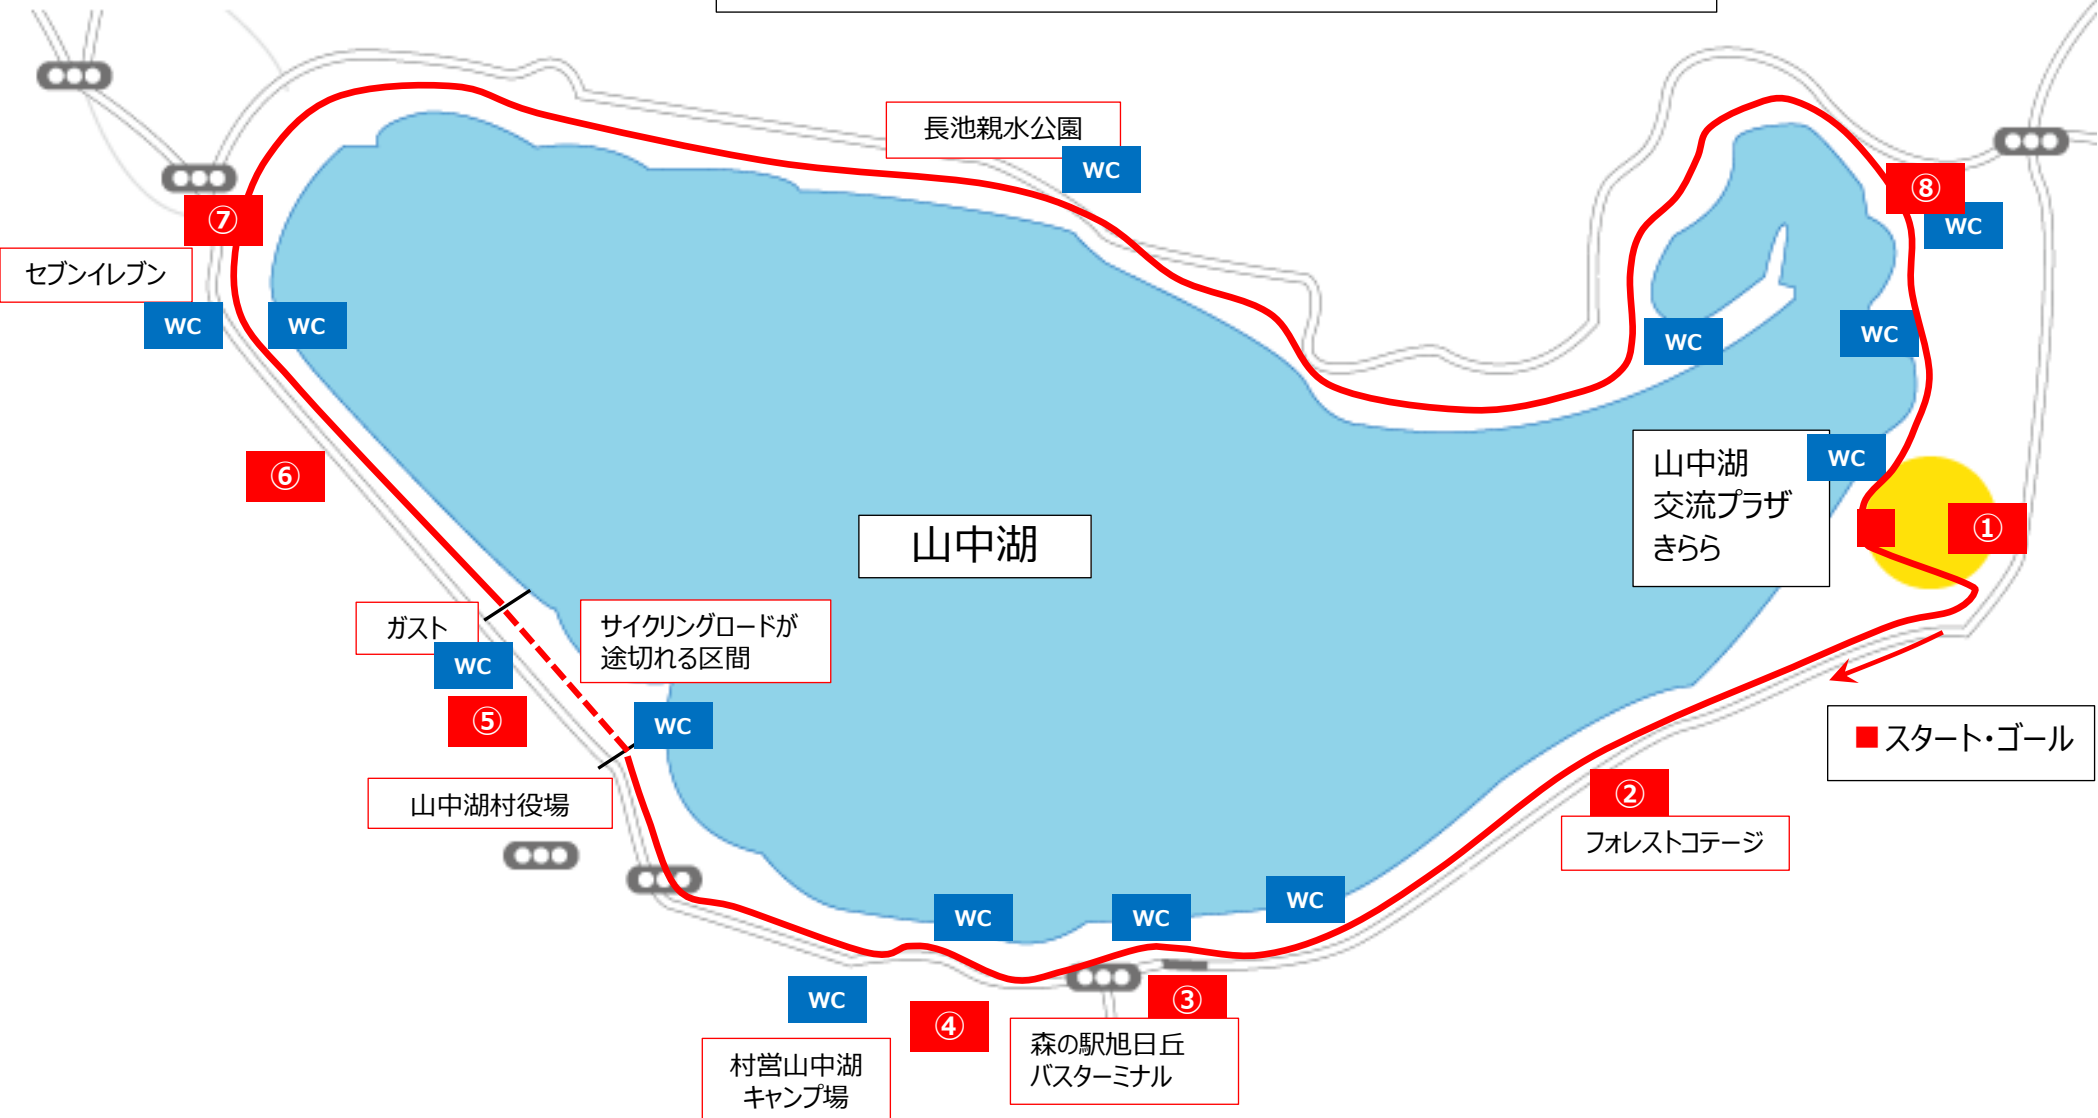 長池親水公園
WC
⑧
WC
⑦
セブンイレブン
WC
WC
WC
WC
山中湖
交流プラザ
きらら
WC
①
⑥
山中湖
ガスト
WC
サイクリングロードが
途切れる区間
⑤
WC
■スタート・ゴール
山中湖村役場
②
フォレストコテージ
WC
WC
WC
WC
④
③
森の駅旭日丘
バスターミナル
村営山中湖
キャンプ場